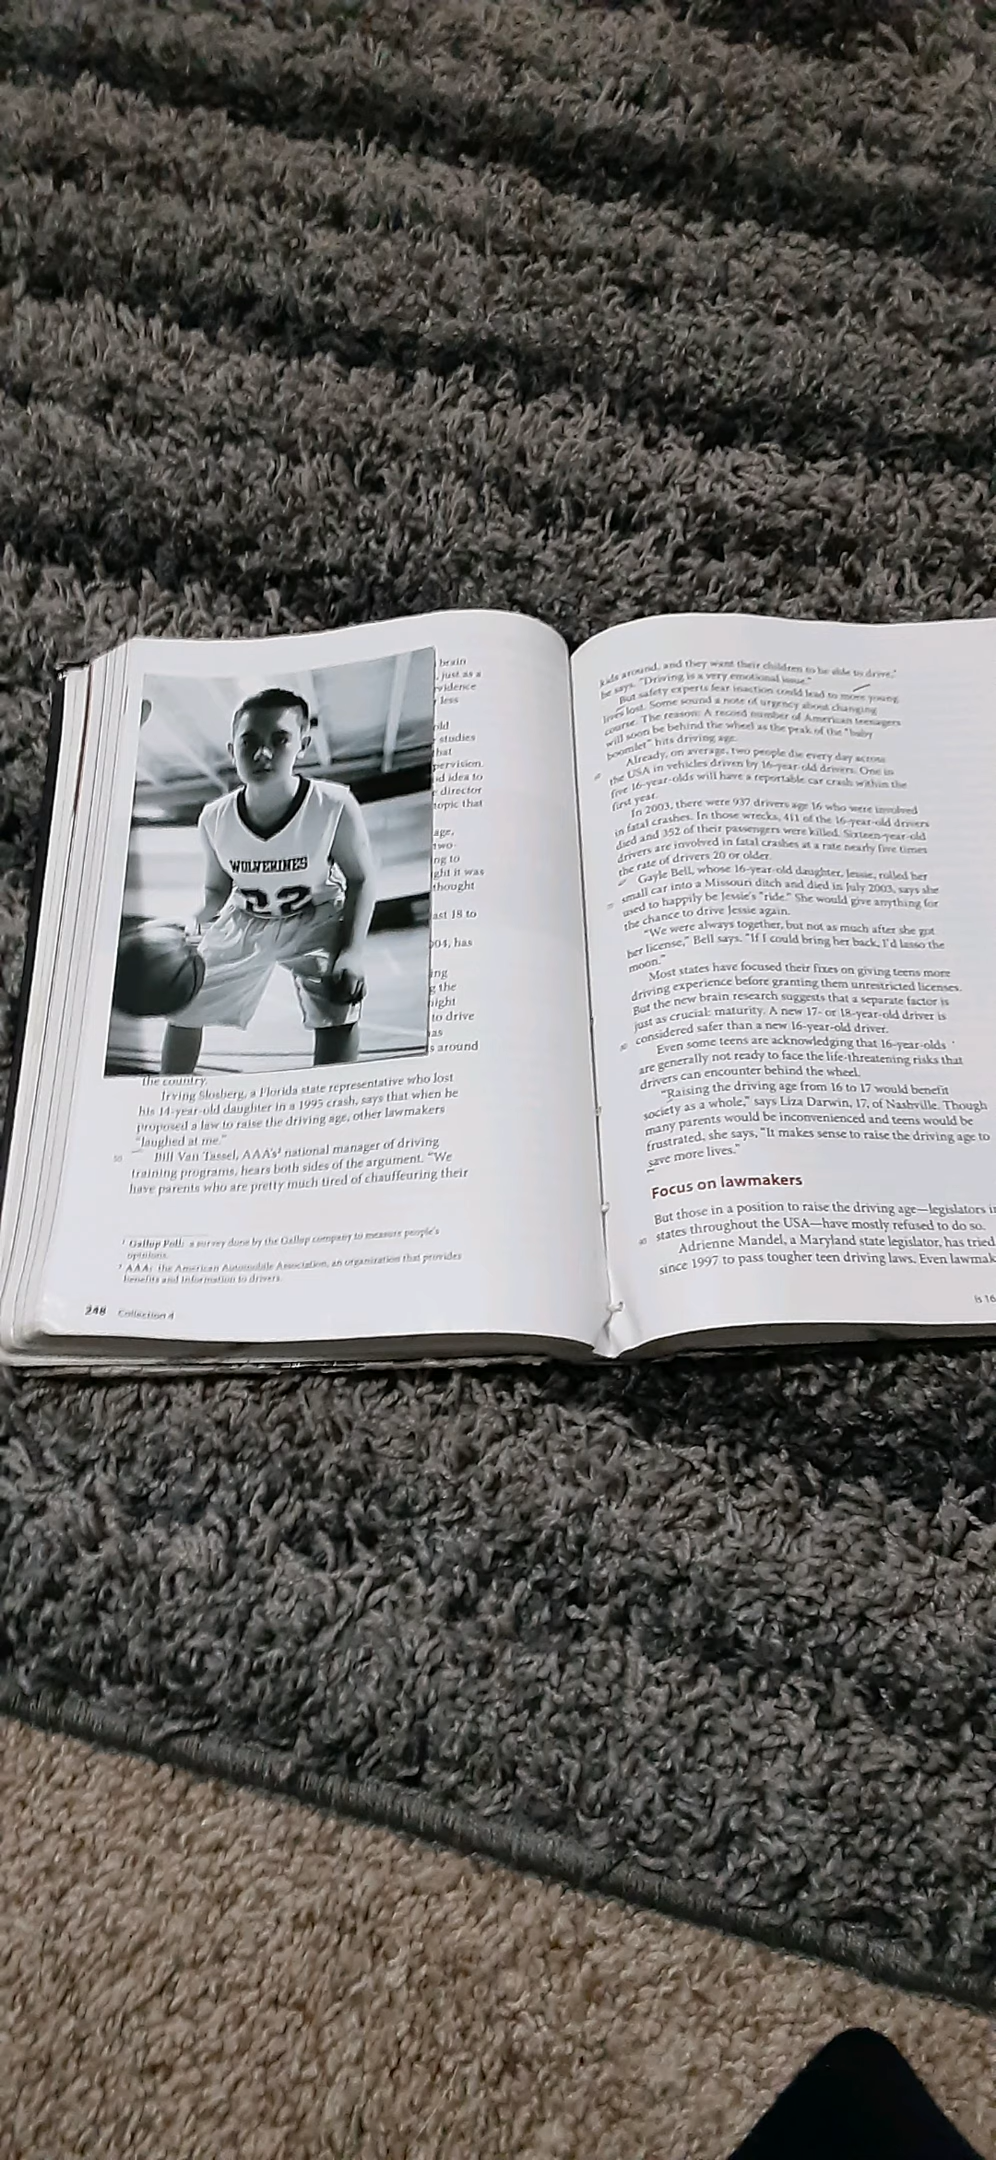 WOLVERINES
22
brain
, just as a
vidence
less
old
studies
hat
pervision.
d idea to
director
topic that
age,
two-
ng to
ght it was
thought
ast 18 to
04, has
ing
g the
night
to drive
as
s around
the country.
Irving Slosberg, a Florida state representative who lost
his 14-year-old daughter in a 1995 crash, says that when he
proposed a law to raise the driving age, other lawmakers
"laughed at me."
50 Bill Van Tassel, AAA's² national manager of driving
training programs, hears both sides of the argument. "We
have parents who are pretty much tired of chauffeuring their
¹ Gallup Poll: a survey done by the Gallup company to measure people's
opinions.
² AAA: the American Automobile Association, an organization that provides
benefits and information to drivers.
248 Collection 4
kids around, and they want their children to be able to drive,"
he says. "Driving is a very emotional issue."
But safety experts fear inaction could lead to more young
lives lost. Some sound a note of urgency about changing
course. The reason: A record number of American teenagers
will soon be behind the wheel as the peak of the "baby
boomlet" hits driving age.
Already, on average, two people die every day across
the USA in vehicles driven by 16-year-old drivers. One in
five 16-year-olds will have a reportable car crash within the
first year.
In 2003, there were 937 drivers age 16 who were involved
in fatal crashes. In those wrecks, 411 of the 16-year-old drivers
died and 352 of their passengers were killed. Sixteen-year-old
drivers are involved in fatal crashes at a rate nearly five times
the rate of drivers 20 or older.
Gayle Bell, whose 16-year-old daughter, Jessie, rolled her
small car into a Missouri ditch and died in July 2003, says she
used to happily be Jessie's "ride." She would give anything for
the chance to drive Jessie again.
"We were always together, but not as much after she got
her license," Bell says. "If I could bring her back, I'd lasso the
moon."
Most states have focused their fixes on giving teens more
driving experience before granting them unrestricted licenses.
But the new brain research suggests that a separate factor is
just as crucial: maturity. A new 17- or 18-year-old driver is
considered safer than a new 16-year-old driver.
Even some teens are acknowledging that 16-year-olds
are generally not ready to face the life-threatening risks that
drivers can encounter behind the wheel.
"Raising the driving age from 16 to 17 would benefit
society as a whole," says Liza Darwin, 17, of Nashville. Though
many parents would be inconvenienced and teens would be
frustrated, she says, "It makes sense to raise the driving age to
save more lives."
Focus on lawmakers
But those in a position to raise the driving age—legislators in
states throughout the USA—have mostly refused to do so.
Adrienne Mandel, a Maryland state legislator, has tried
since 1997 to pass tougher teen driving laws. Even lawmak
Is 16